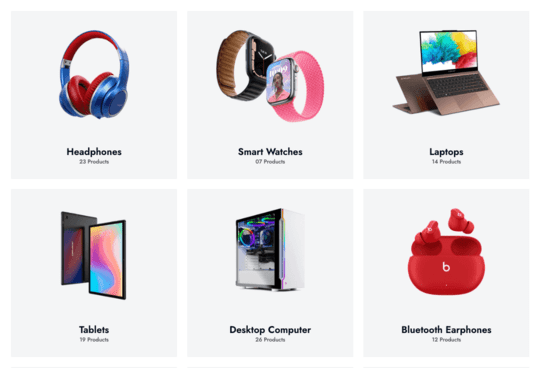 Headphones
23 Products
Smart Watches
07 Products
Laptops
14 Products
Tablets
19 Products
Desktop Computer
26 Products
b
Bluetooth Earphones
12 Products